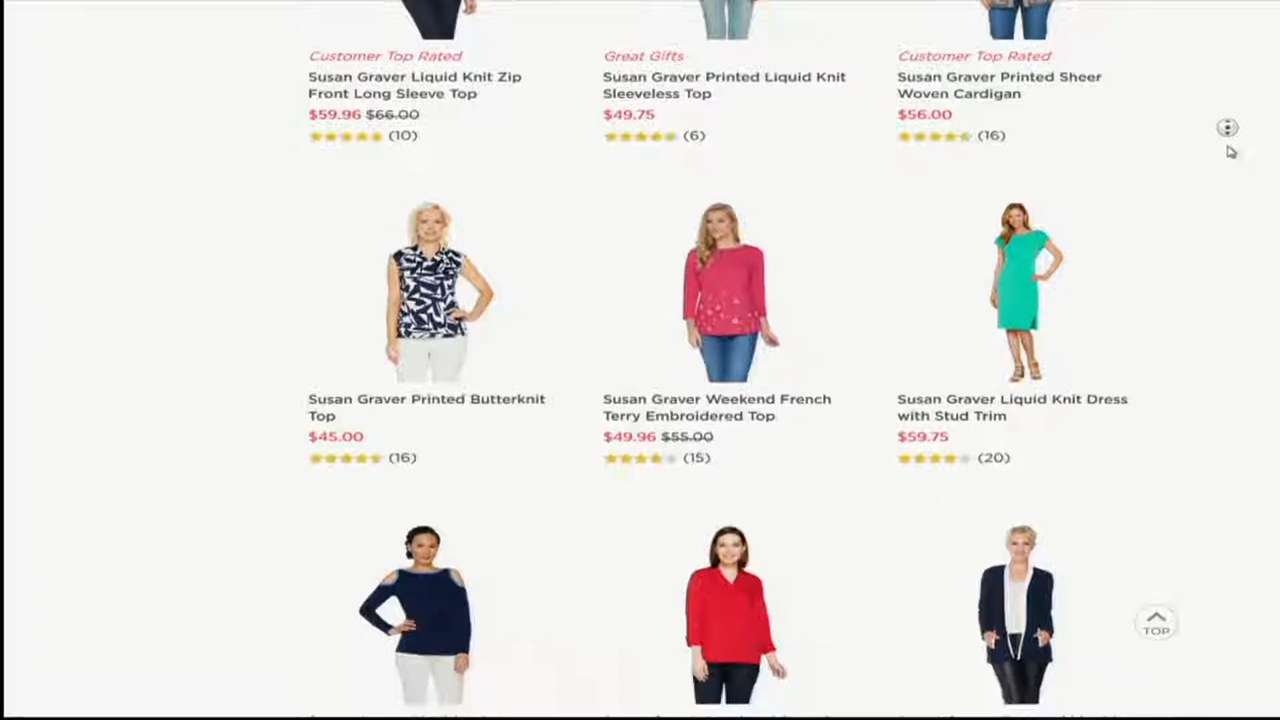 Customer Top Rated
Great Gifts
Customer Top Rated
Susan Graver Liquid Knit Zip
Front Long Sleeve Top
Susan Graver Printed Liquid Knit
Sleeveless Top
Susan Graver Printed Sheer
Woven Cardigan
$59.96 $66.00
$49.75
$56.00
(10)
(6)
(16)
Susan Graver Printed Butterknit
Top
Susan Graver Weekend French
Terry Embroidered Top
Susan Graver Liquid Knit Dress
with Stud Trim
$45.00
$49.96 $55.00
$59.75
(16)
(15)
(20)
TOP